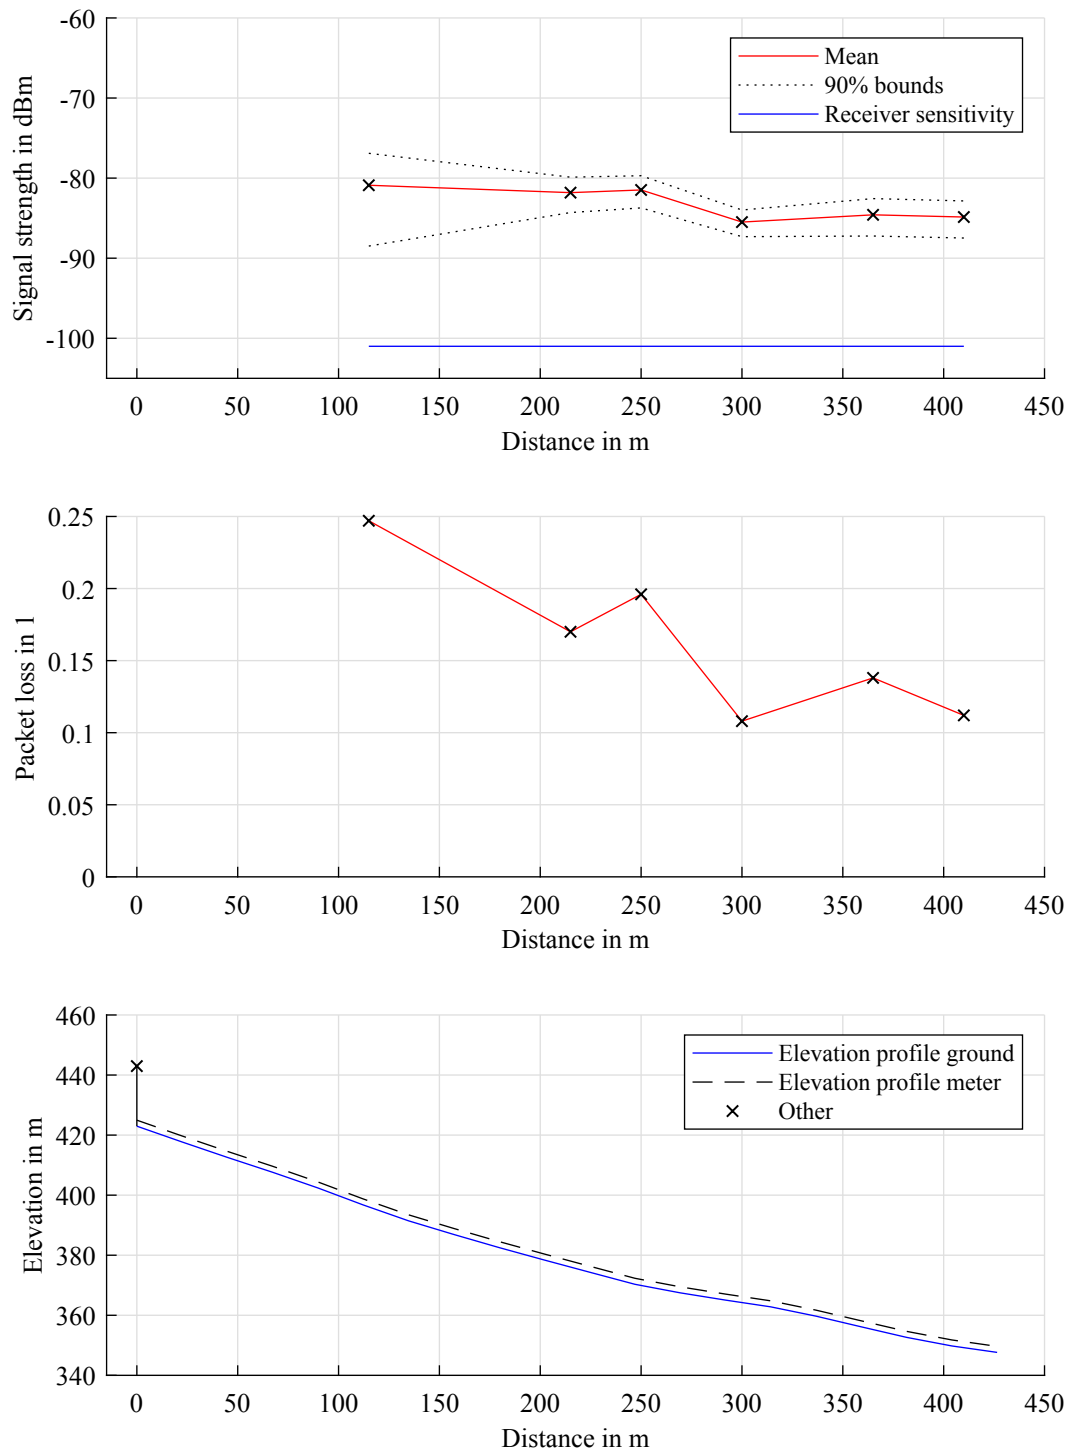 -60
-70
-80
-90
-100
Signal strength in dBm
Mean
90% bounds
Receiver sensitivity
0 50 100 150 200 250 300 350 400 450
Distance in m
0.25
0.2
0.15
0.1
0.05
0
Packet loss in 1
0 50 100 150 200 250 300 350 400 450
Distance in m
460
440
420
400
380
360
340
Elevation in m
Elevation profile ground
Elevation profile meter
Other
0 50 100 150 200 250 300 350 400 450
Distance in m